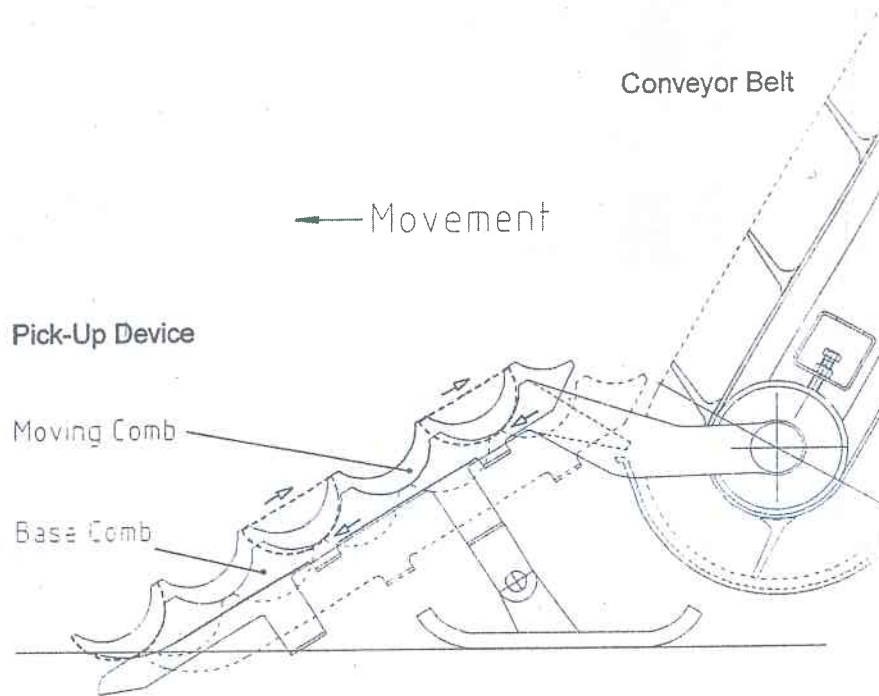 Conveyor Belt
Movement
Pick-Up Device
Moving Comb
Base Comb